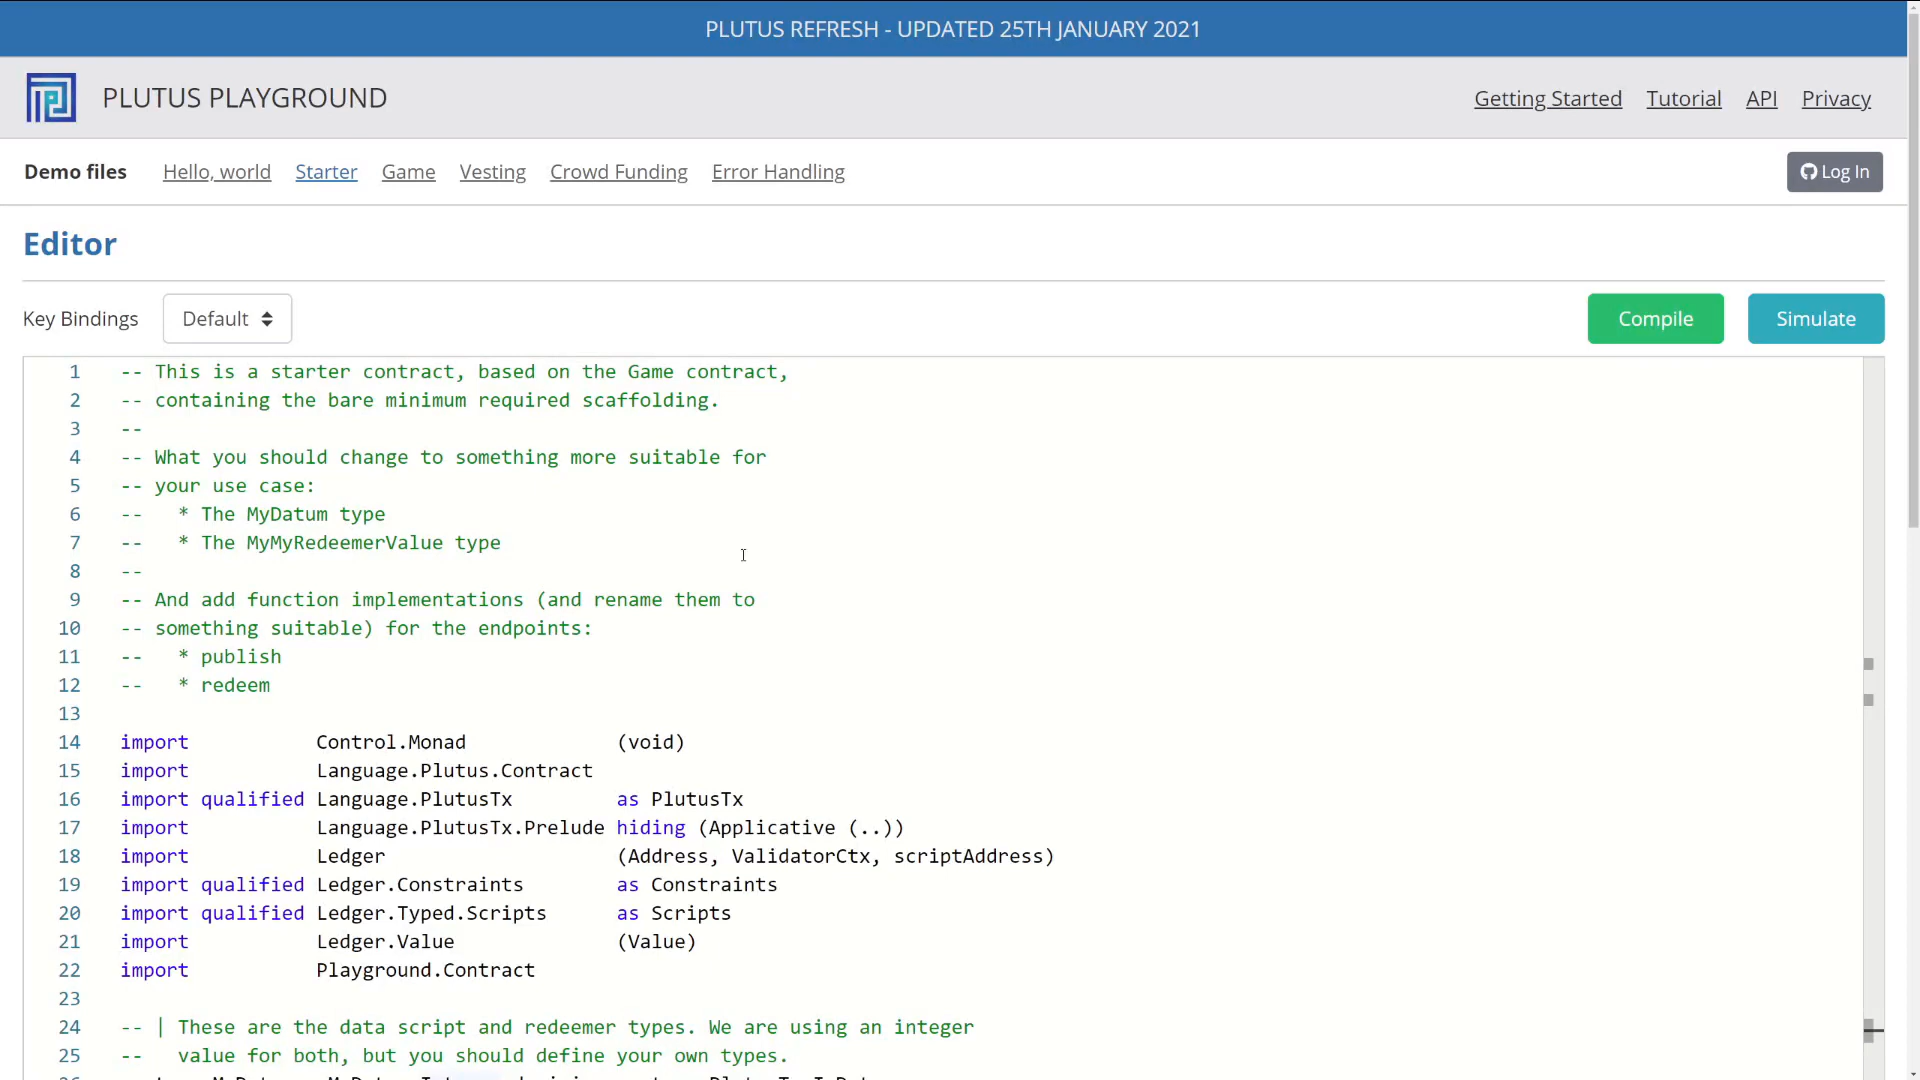 PLUTUS REFRESH - UPDATED 25TH JANUARY 2021
PLUTUS PLAYGROUND
Getting Started Tutorial API Privacy
Demo files Hello, world Starter Game Vesting Crowd Funding Error Handling Log In
Editor
Key Bindings Default Compile Simulate
1 -- This is a starter contract, based on the Game contract,
2 -- containing the bare minimum required scaffolding.
3 --
4 -- What you should change to something more suitable for
5 -- your use case:
6 --   * The MyDatum type
7 --   * The MyMyRedeemerValue type
8 --
9 -- And add function implementations (and rename them to
10 -- something suitable) for the endpoints:
11 --   * publish
12 --   * redeem
13
14 import           Control.Monad             (void)
15 import           Language.Plutus.Contract
16 import qualified Language.PlutusTx         as PlutusTx
17 import           Language.PlutusTx.Prelude hiding (Applicative (..))
18 import           Ledger                    (Address, ValidatorCtx, scriptAddress)
19 import qualified Ledger.Constraints        as Constraints
20 import qualified Ledger.Typed.Scripts      as Scripts
21 import           Ledger.Value              (Value)
22 import           Playground.Contract
23
24 -- | These are the data script and redeemer types. We are using an integer
25 --   value for both, but you should define your own types.